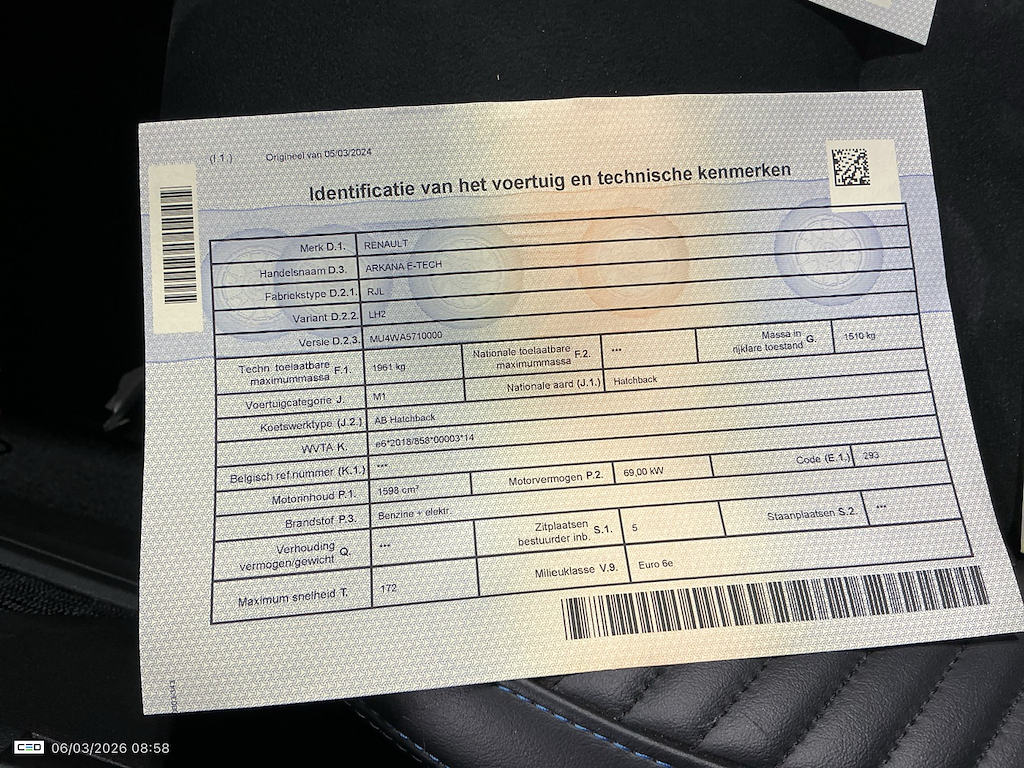 (I.1.) Origineel van 05/03/2024
Identificatie van het voertuig en technische kenmerken
Merk D.1. RENAULT
Handelsnaam D.3. ARKANA E-TECH
Fabriekstype D.2.1. RJL
Variant D.2.2. LH2
Versie D.2.3. MU4WA5710000
Techn. toelaatbare maximummassa F.1. 1961 kg Nationale toelaatbare maximummassa F.2. *** Massa in rijklare toestand G. 1510 kg
Voertuigcategorie J. M1 Nationale aard (J.1.) Hatchback
Koetswerktype (J.2.) AB Hatchback
WVTA K. e6*2018/858*00003*14
Belgisch ref.nummer (K.1.) ***
Motorinhoud P.1. 1598 cm³ Motorvermogen P.2. 69,00 kW Code (E.1.) 293
Brandstof P.3. Benzine + elektr.
Verhouding vermogen/gewicht Q. *** Zitplaatsen bestuurder inb. S.1. 5 Staanplaatsen S.2. ***
Maximum snelheid T. 172 Milieuklasse V.9. Euro 6e
CEO 06/03/2026 08:58